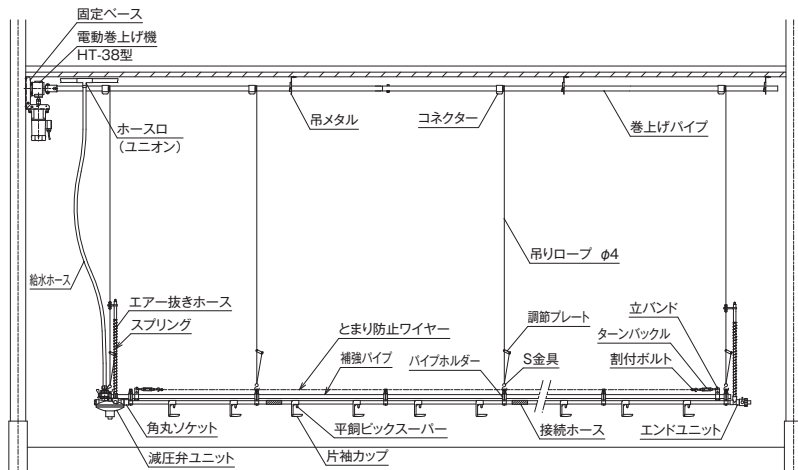 固定ベース
電動巻上げ機
HT-38型
ホース口
(ユニオン)
吊メタル
コネクター
巻上げパイプ
吊りロープ φ4
給水ホース
エアー抜きホース
スプリング
とまり防止ワイヤー
補強パイプ
パイプホルダー
調節プレート
S金具
立バンド
ターンバックル
割付ボルト
角丸ソケット
減圧弁ユニット
平飼ピックスーパー
片袖カップ
接続ホース
エンドユニット